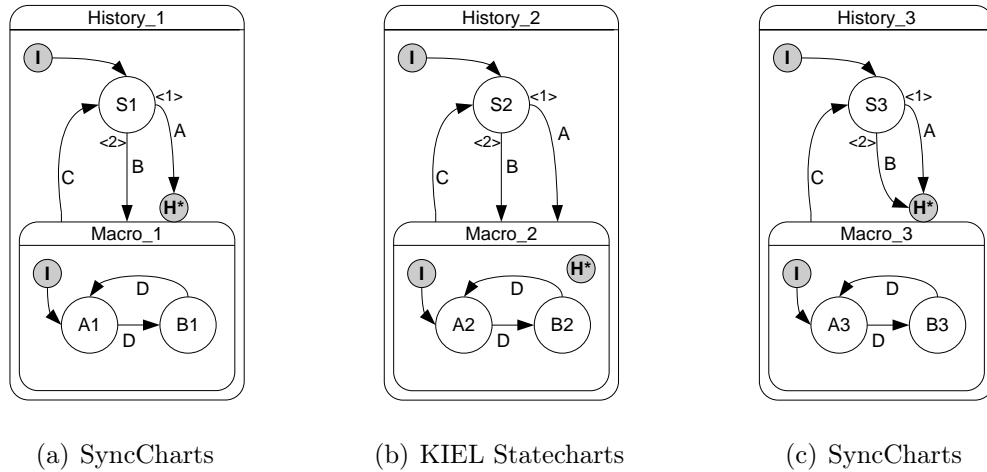 History_1
I
S1
<1>
<2>
A
B
C
H*
Macro_1
I
D
A1
B1
D
History_2
I
S2
<1>
<2>
A
B
C
Macro_2
I
H*
D
A2
B2
D
History_3
I
S3
<1>
<2>
A
B
C
H*
Macro_3
I
D
A3
B3
D
(a) SyncCharts
(b) KIEL Statecharts
(c) SyncCharts